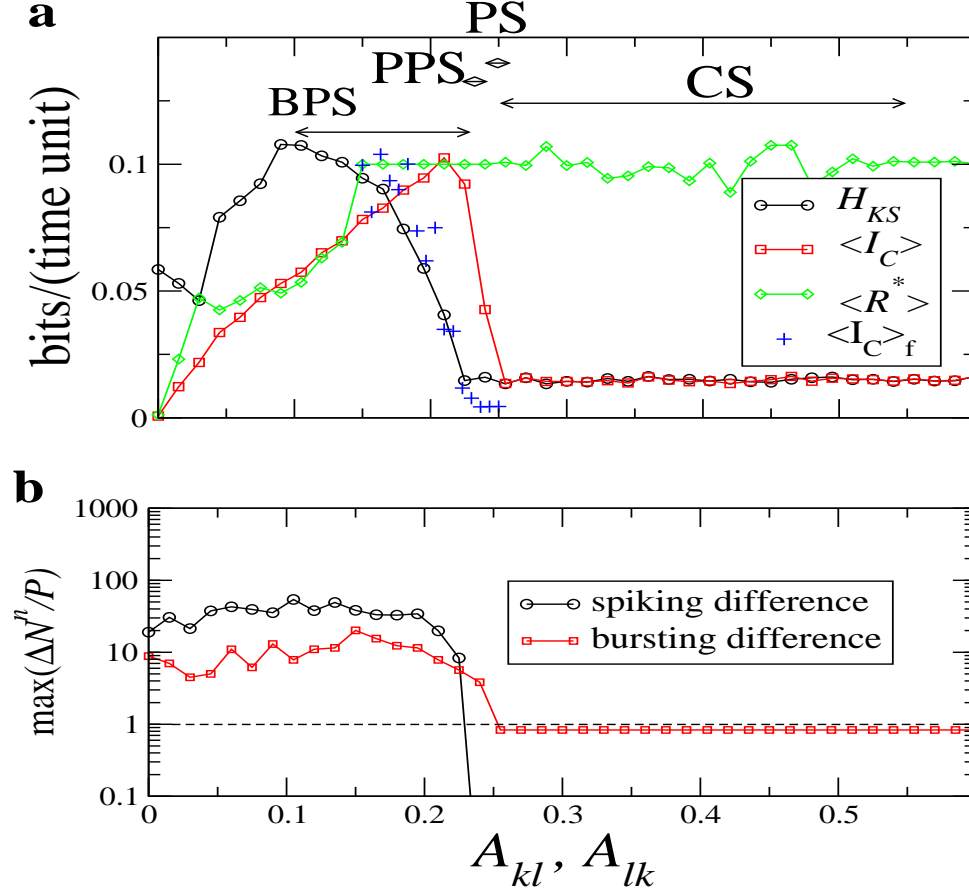 a
PS
PPS
BPS
CS
bits/(time unit)
0.1
0.05
0
H_KS
<I_C>
<R*>
<I_C>_f
b
max(ΔN^n/P)
1000
100
10
1
0.1
spiking difference
bursting difference
0
0.1
0.2
0.3
0.4
0.5
A_kl, A_lk